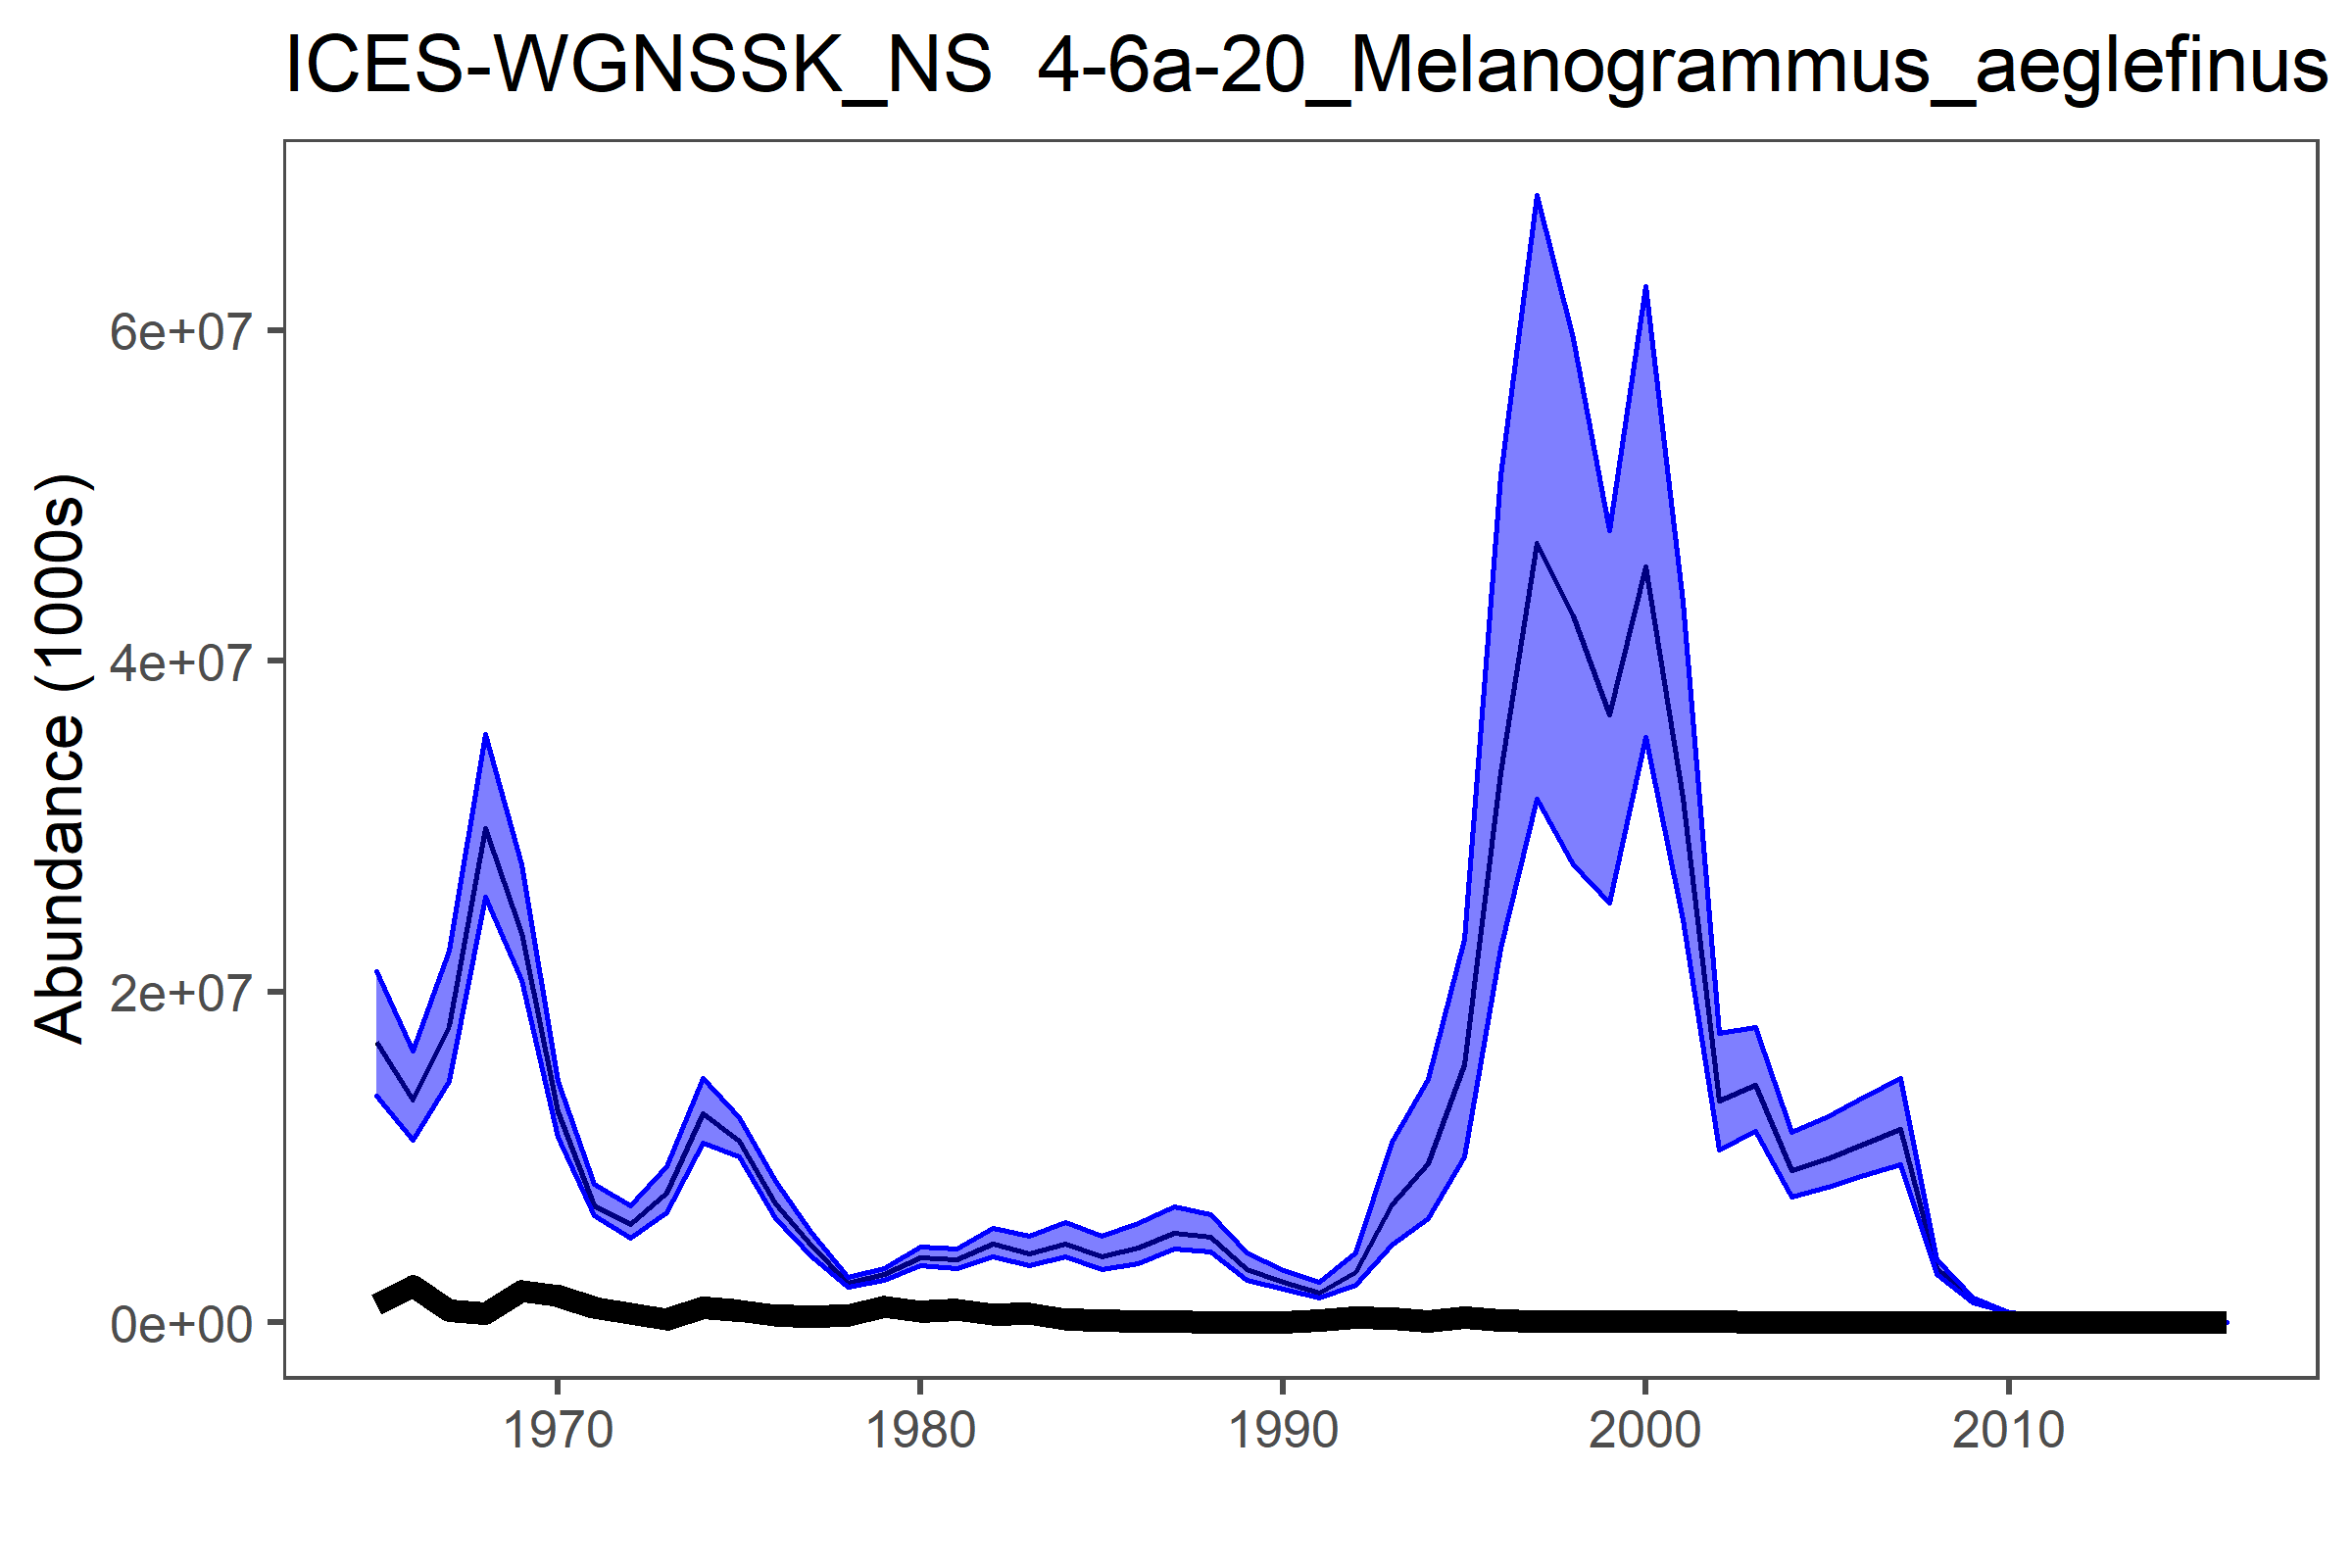 ICES-WGNSSK_NS  4-6a-20_Melanogrammus_aeglefinus
Abundance (1000s)
6e+07
4e+07
2e+07
0e+00
1970 1980 1990 2000 2010